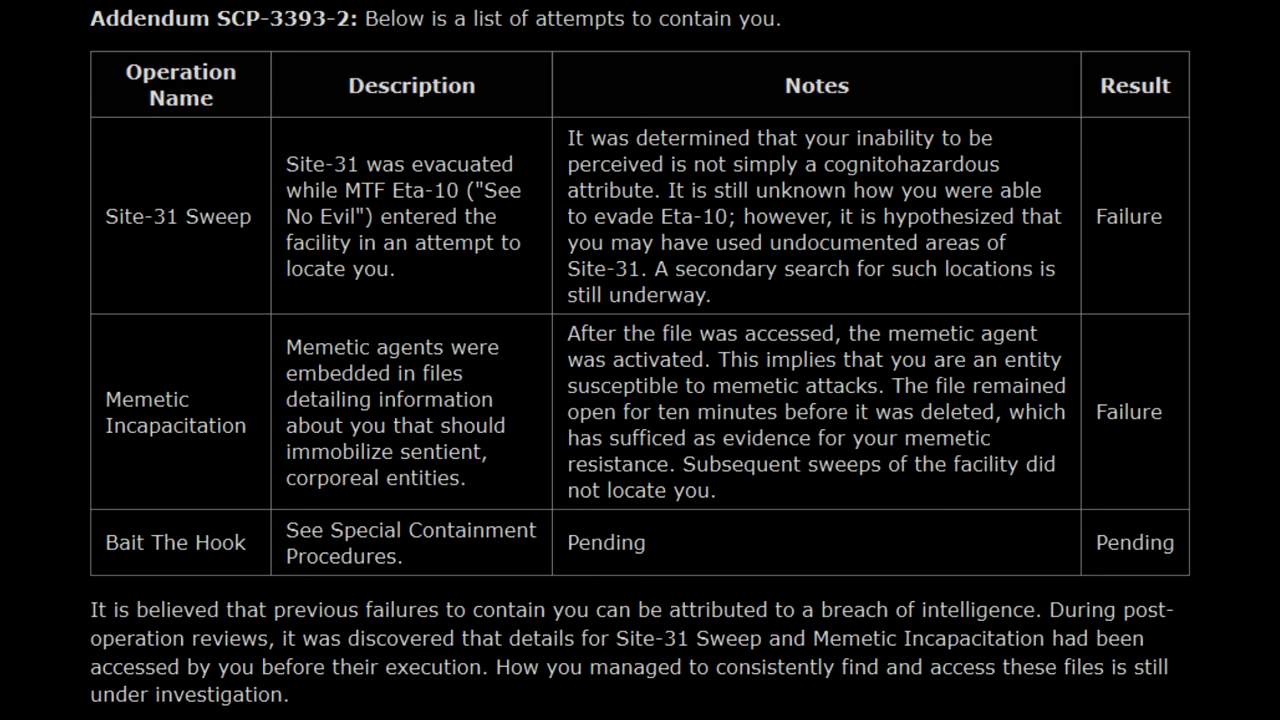 Addendum SCP-3393-2: Below is a list of attempts to contain you.
Operation
Name
Description
Notes
Result
Site-31 Sweep
Site-31 was evacuated
while MTF Eta-10 ("See
No Evil") entered the
facility in an attempt to
locate you.
It was determined that your inability to be
perceived is not simply a cognitohazardous
attribute. It is still unknown how you were able
to evade Eta-10; however, it is hypothesized that
you may have used undocumented areas of
Site-31. A secondary search for such locations is
still underway.
Failure
Memetic
Incapacitation
Memetic agents were
embedded in files
detailing information
about you that should
immobilize sentient,
corporeal entities.
After the file was accessed, the memetic agent
was activated. This implies that you are an entity
susceptible to memetic attacks. The file remained
open for ten minutes before it was deleted, which
has sufficed as evidence for your memetic
resistance. Subsequent sweeps of the facility did
not locate you.
Failure
Bait The Hook
See Special Containment
Procedures.
Pending
Pending
It is believed that previous failures to contain you can be attributed to a breach of intelligence. During post-
operation reviews, it was discovered that details for Site-31 Sweep and Memetic Incapacitation had been
accessed by you before their execution. How you managed to consistently find and access these files is still
under investigation.